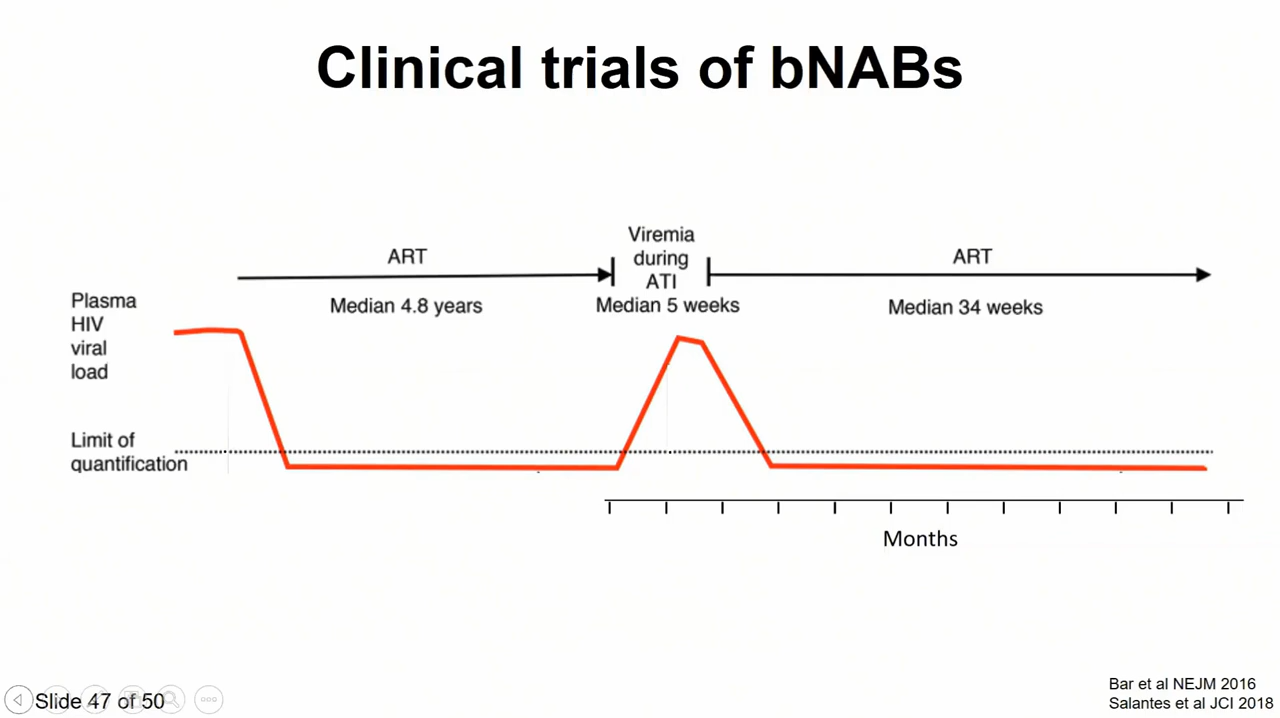 Clinical trials of bNABs
ART
Viremia
during
ATI
ART
Median 4.8 years
Median 5 weeks
Median 34 weeks
Plasma
HIV
viral
load
Limit of
quantification
Months
Slide 47 of 50
Bar et al NEJM 2016
Salantes et al JCI 2018